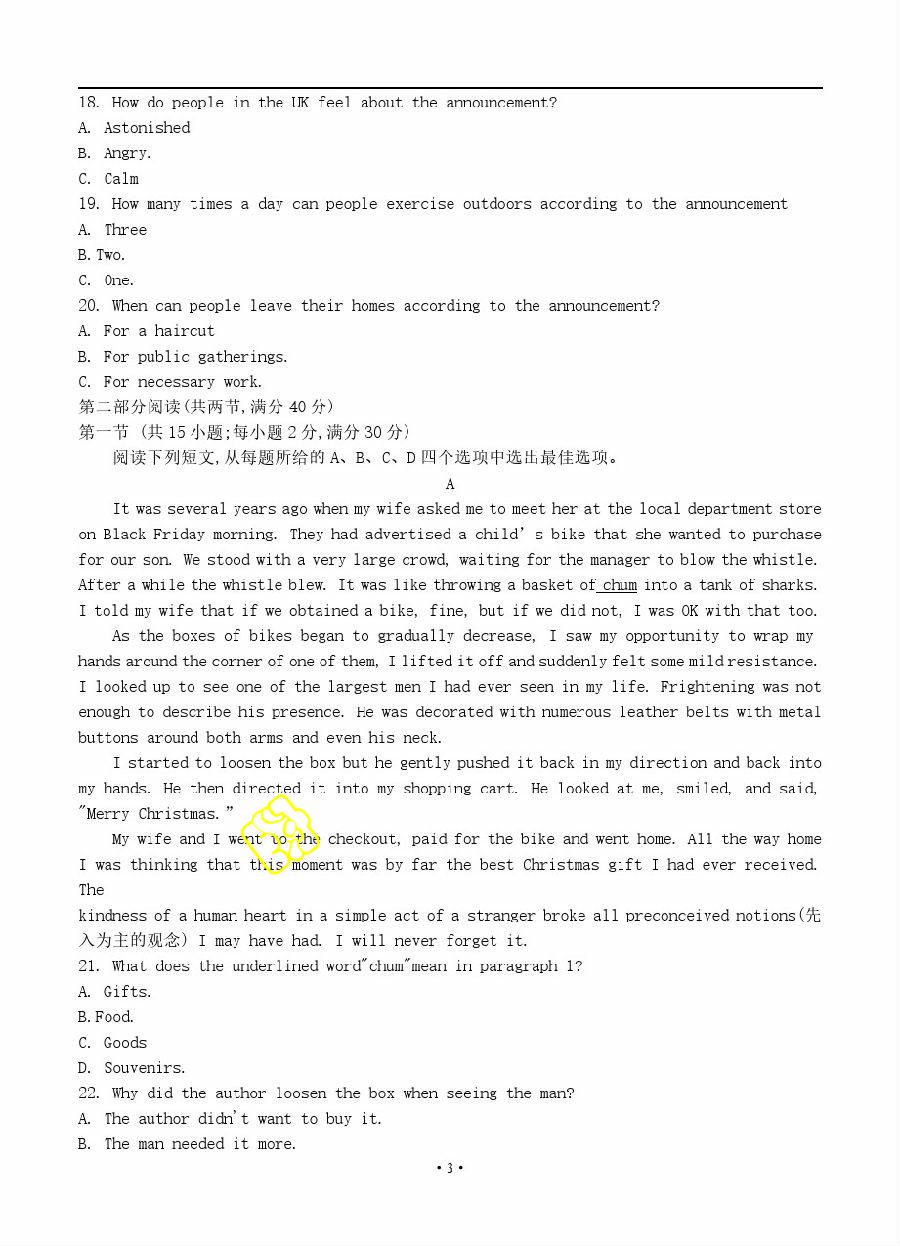 18. How do people in the UK feel about the announcement?
A. Astonished
B. Angry.
C. Calm
19. How many times a day can people exercise outdoors according to the announcement
A. Three
B.Two.
C. One.
20. When can people leave their homes according to the announcement?
A. For a haircut
B. For public gatherings.
C. For necessary work.
第二部分阅读(共两节,满分 40 分)
第一节 (共 15 小题;每小题 2 分,满分 30 分)
阅读下列短文,从每题所给的 A、B、C、D 四个选项中选出最佳选项。
A
It was several years ago when my wife asked me to meet her at the local department store
on Black Friday morning. They had advertised a child’s bike that she wanted to purchase
for our son. We stood with a very large crowd, waiting for the manager to blow the whistle.
After a while the whistle blew. It was like throwing a basket of chum into a tank of sharks.
I told my wife that if we obtained a bike, fine, but if we did not, I was OK with that too.
As the boxes of bikes began to gradually decrease, I saw my opportunity to wrap my
hands around the corner of one of them, I lifted it off and suddenly felt some mild resistance.
I looked up to see one of the largest men I had ever seen in my life. Frightening was not
enough to describe his presence. He was decorated with numerous leather belts with metal
buttons around both arms and even his neck.
I started to loosen the box but he gently pushed it back in my direction and back into
my hands. He then directed it into my shopping cart. He looked at me, smiled, and said,
"Merry Christmas.”
My wife and I went to the checkout, paid for the bike and went home. All the way home
I was thinking that this moment was by far the best Christmas gift I had ever received.
The
kindness of a human heart in a simple act of a stranger broke all preconceived notions(先
入为主的观念) I may have had. I will never forget it.
21. What does the underlined word"chum"mean in paragraph 1?
A. Gifts.
B.Food.
C. Goods
D. Souvenirs.
22. Why did the author loosen the box when seeing the man?
A. The author didn't want to buy it.
B. The man needed it more.
·3·